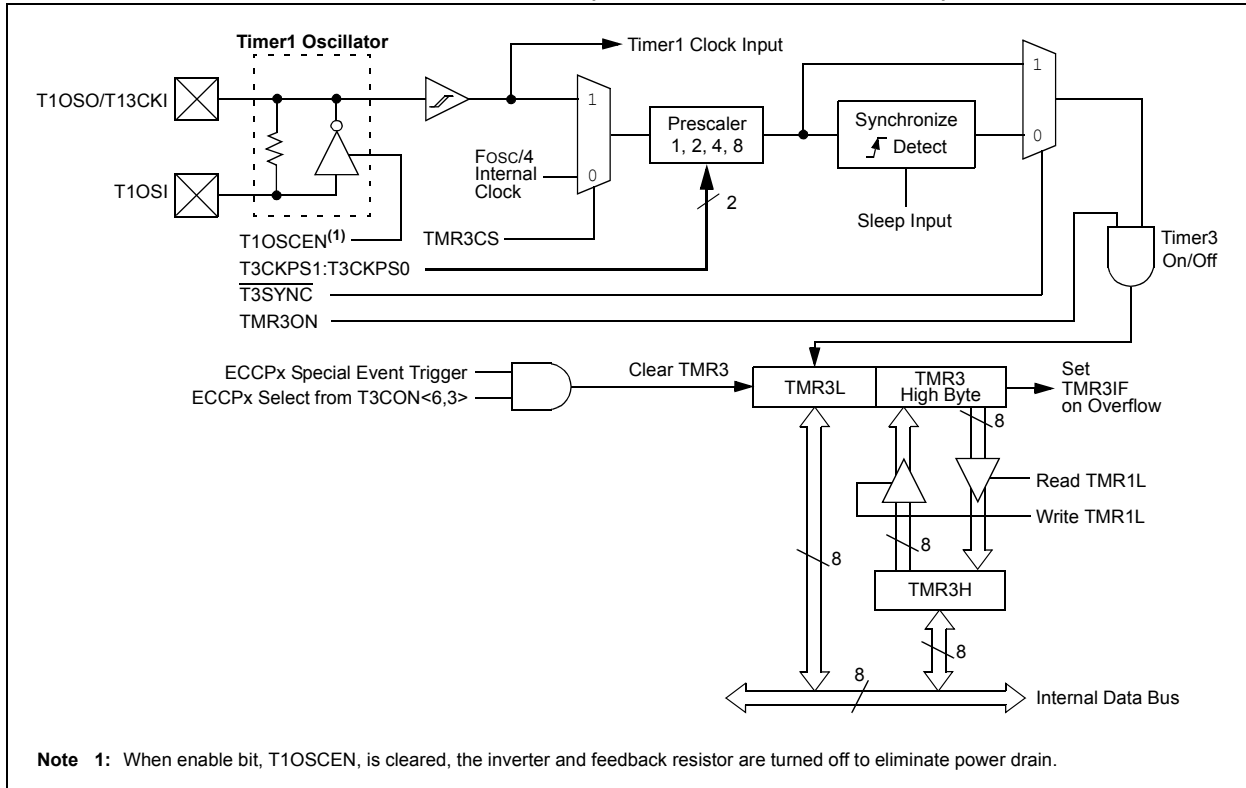 Timer1 Oscillator
Timer1 Clock Input
T1OSO/T13CKI
T1OSI
FOSC/4
Internal
Clock
1
0
Prescaler
1, 2, 4, 8
2
Synchronize
Detect
1
0
Sleep Input
T1OSCEN(1)
TMR3CS
T3CKPS1:T3CKPS0
T3SYNC
TMR3ON
Timer3
On/Off
ECCPx Special Event Trigger
ECCPx Select from T3CON<6,3>
Clear TMR3
TMR3L
TMR3
High Byte
Set
TMR3IF
on Overflow
8
Read TMR1L
Write TMR1L
8
8
TMR3H
8
8
Internal Data Bus
Note 1: When enable bit, T1OSCEN, is cleared, the inverter and feedback resistor are turned off to eliminate power drain.